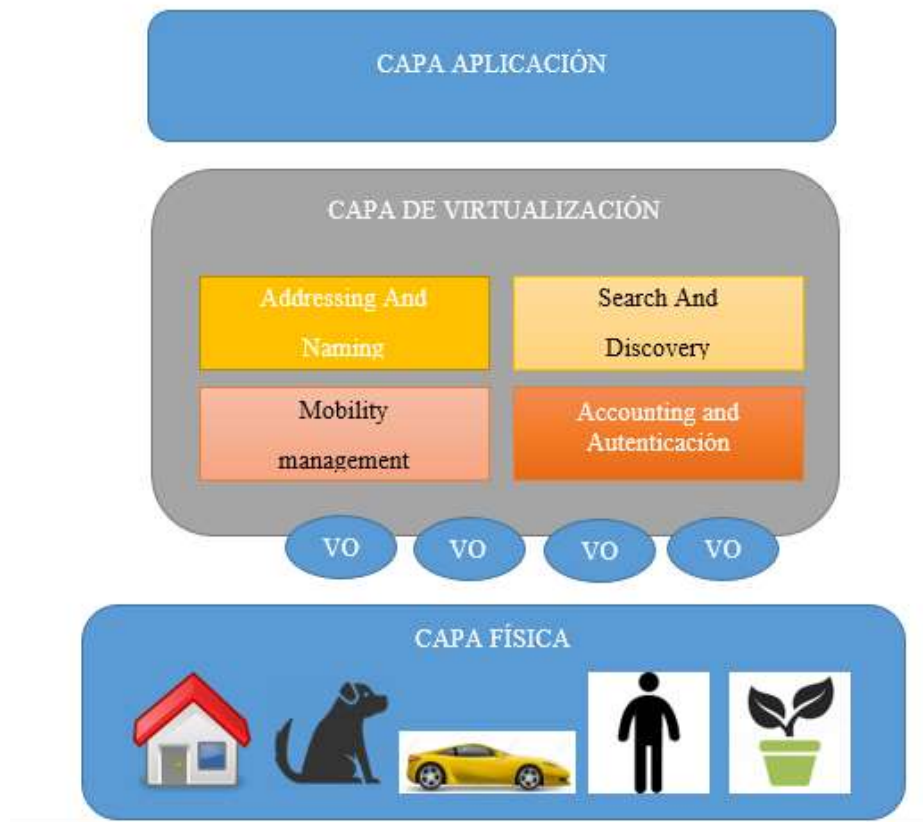 CAPA APLICACIÓN
CAPA DE VIRTUALIZACIÓN
Addressing And
Naming
Search And
Discovery
Mobility
management
Accounting and
Autenticación
VO
VO
VO
VO
CAPA FÍSICA